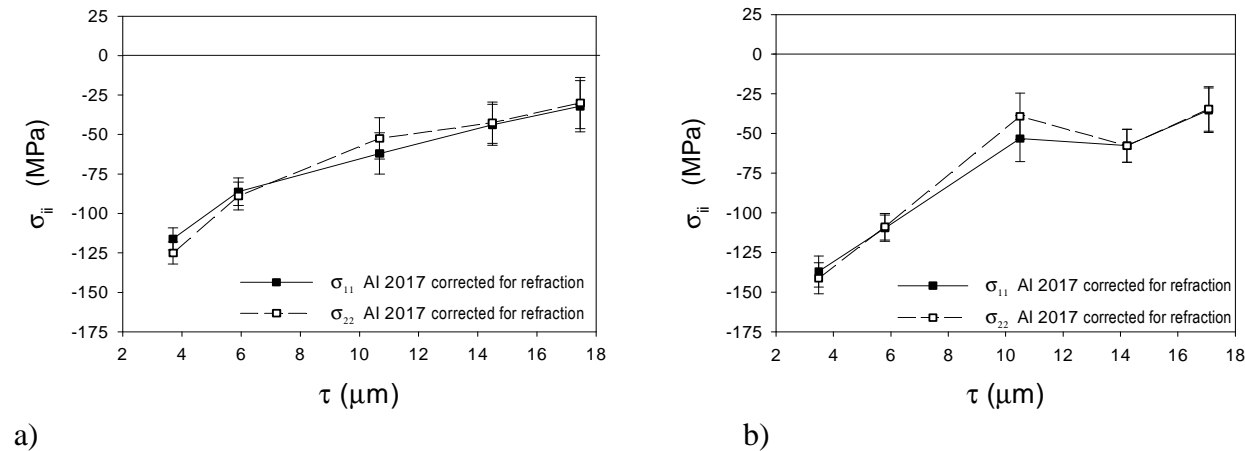 25
0
-25
-50
-75
-100
-125
-150
-175
σii (MPa)
σ11 Al 2017 corrected for refraction
σ22 Al 2017 corrected for refraction
2 4 6 8 10 12 14 16 18
τ (μm)
a)
25
0
-25
-50
-75
-100
-125
-150
-175
σii (MPa)
σ11 Al 2017 corrected for refraction
σ22 Al 2017 corrected for refraction
2 4 6 8 10 12 14 16 18
τ (μm)
b)